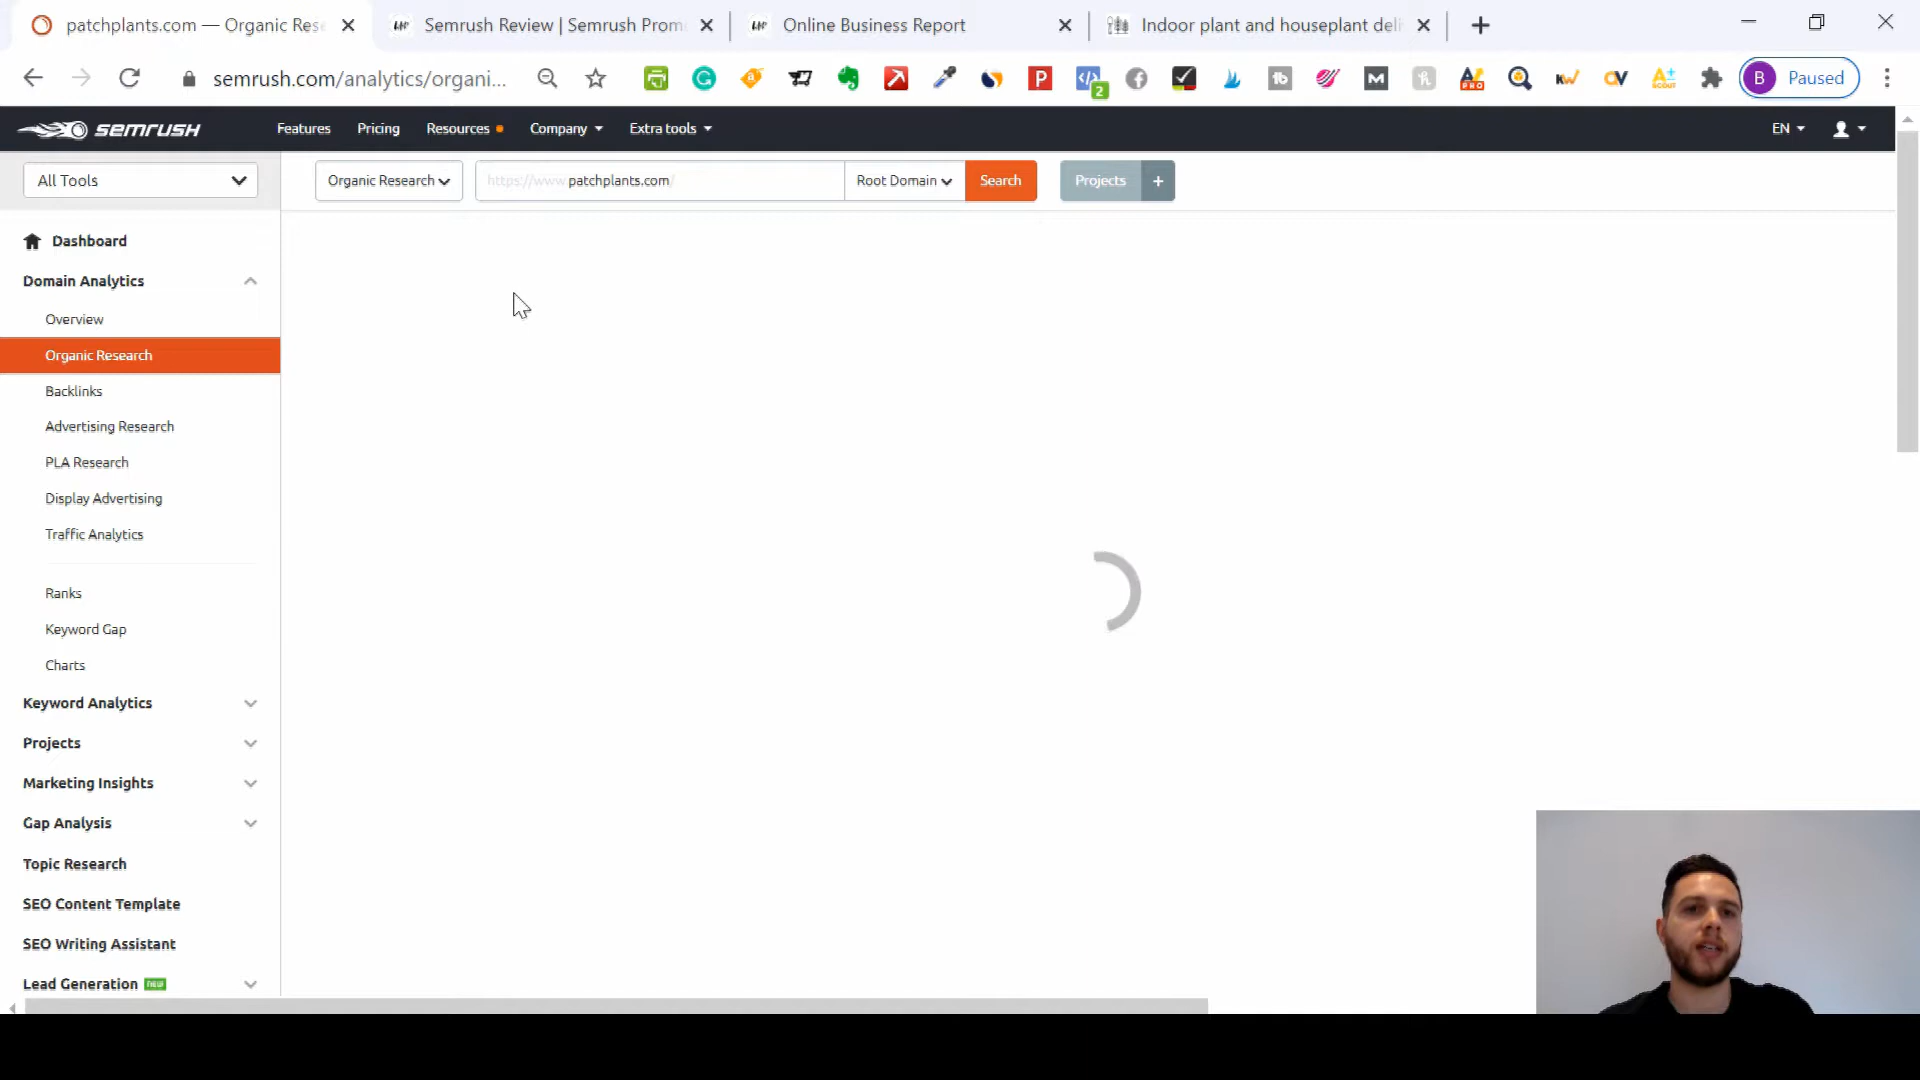 patchplants.com — Organic Rese
Semrush Review | Semrush Prom
Online Business Report
Indoor plant and houseplant deli
semrush.com/analytics/organi...
2
B Paused
SEMRUSH
Features
Pricing
Resources
Company
Extra tools
EN
All Tools
Organic Research
https://www.patchplants.com/
Root Domain
Search
Projects
+
Dashboard
Domain Analytics
Overview
Organic Research
Backlinks
Advertising Research
PLA Research
Display Advertising
Traffic Analytics
Ranks
Keyword Gap
Charts
Keyword Analytics
Projects
Marketing Insights
Gap Analysis
Topic Research
SEO Content Template
SEO Writing Assistant
Lead Generation NEW